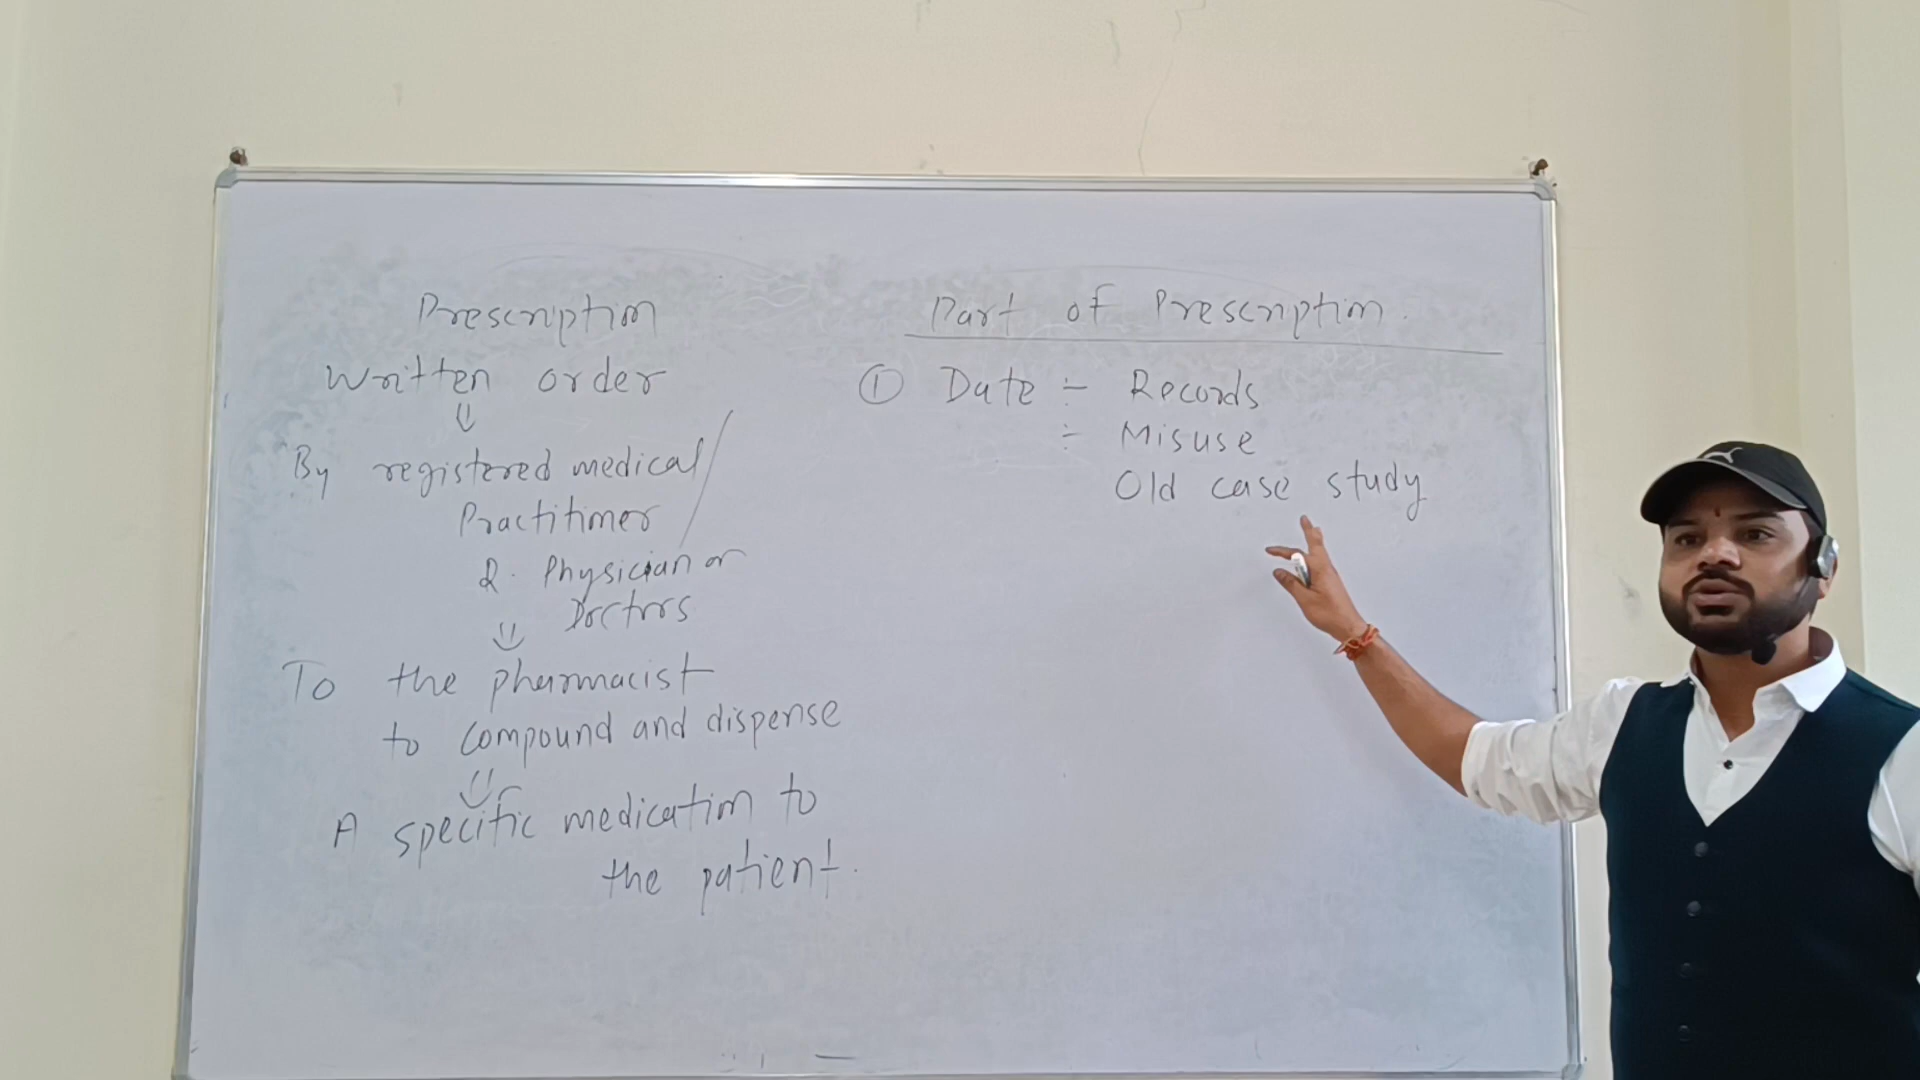 Prescription
Written order
By registered medical/
Practitioner
&. Physician or
Doctors
To the pharmacist
to compound and dispense
A specific medication to
the patient.
Part of Prescription.
① Date :- Records
:- Misuse
Old case study